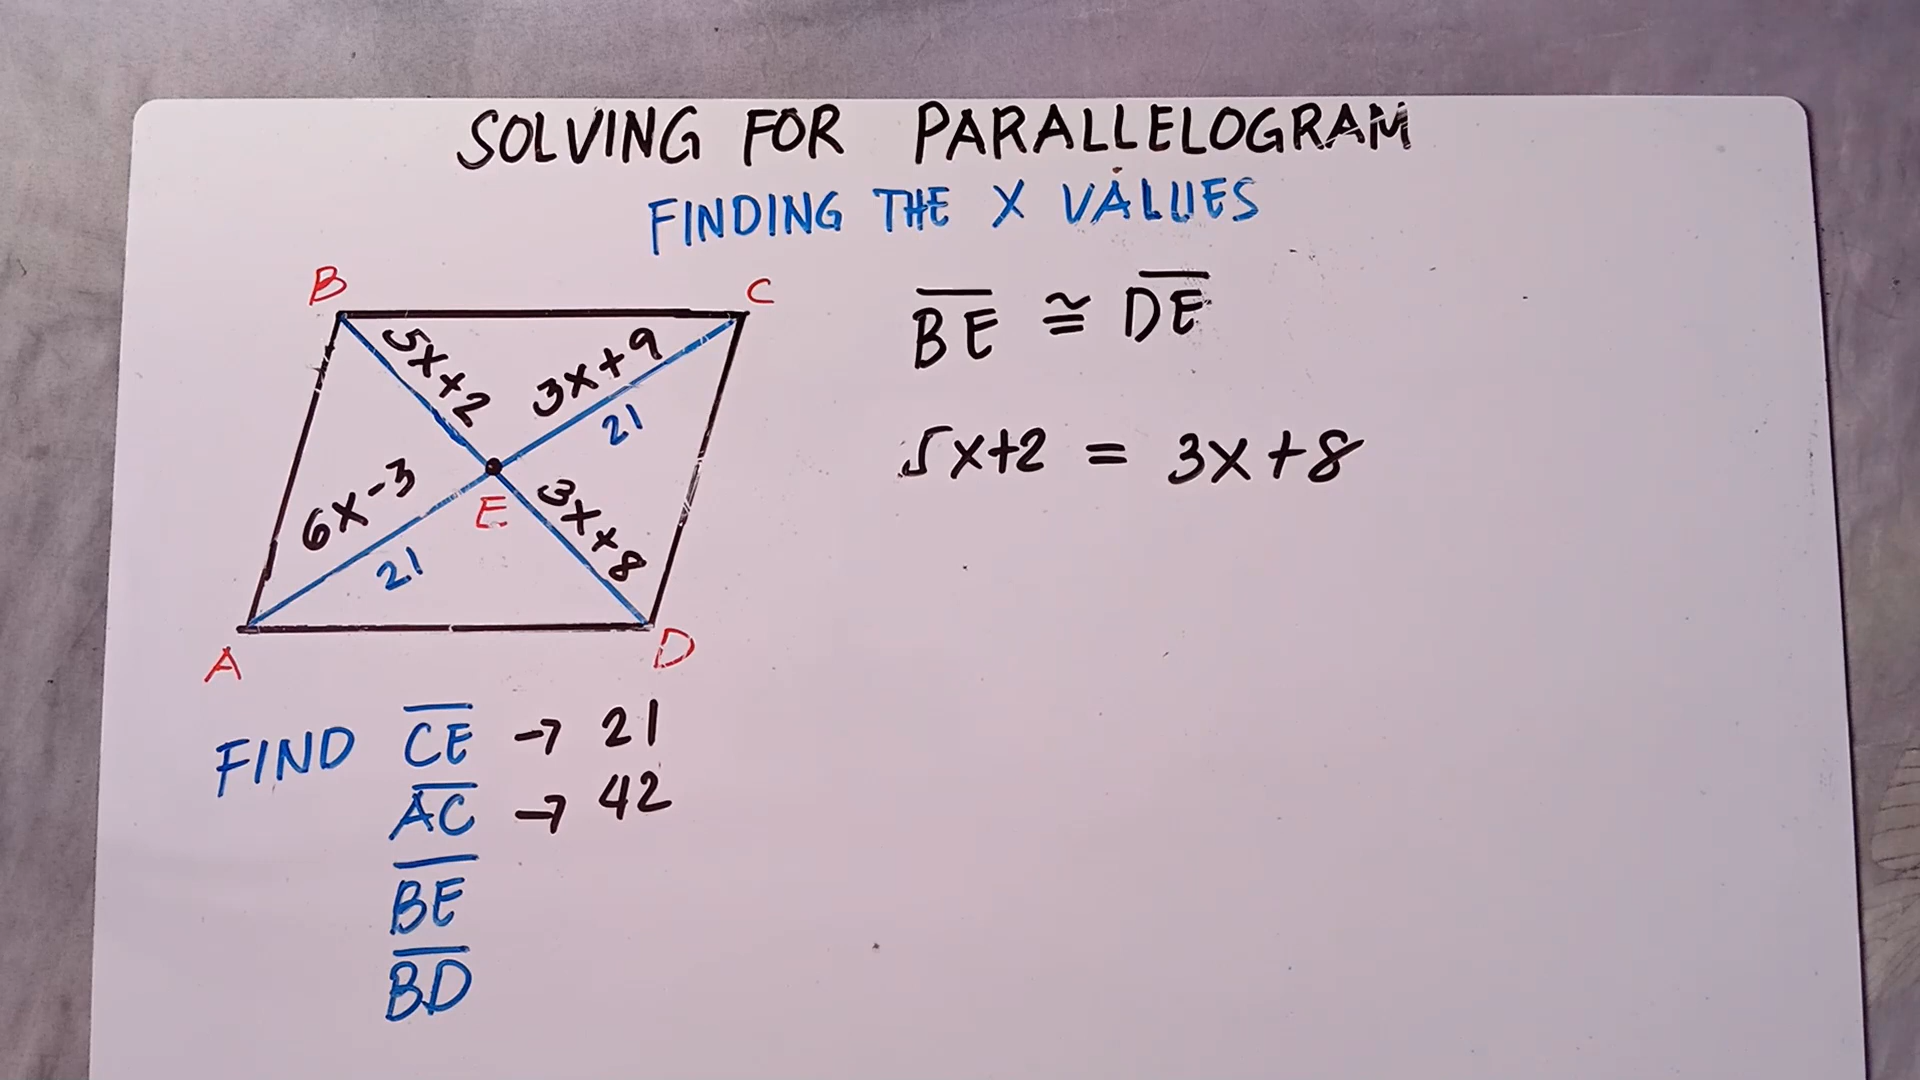 SOLVING FOR PARALLELOGRAM
FINDING THE X VALUES
B
C
5x+2
3x+9
21
6x-3
E
3x+8
21
A
D
BE ≅ DE
5x+2 = 3x+8
FIND CE → 21
AC → 42
BE
BD